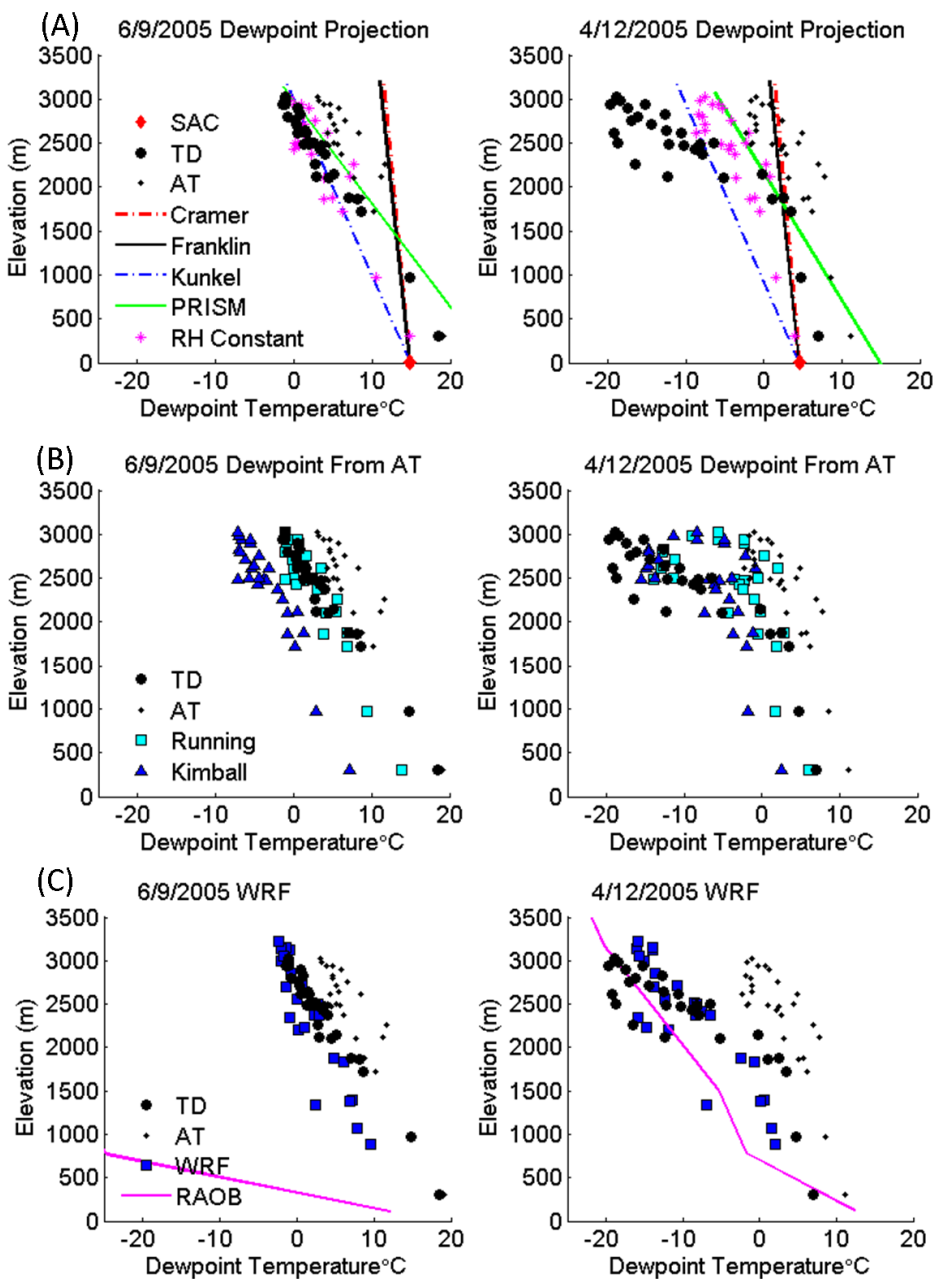 (A)
6/9/2005 Dewpoint Projection
4/12/2005 Dewpoint Projection
3500
3000
2500
2000
1500
1000
500
0
Elevation (m)
SAC
TD
AT
Cramer
Franklin
Kunkel
PRISM
RH Constant
-20 -10 0 10 20
Dewpoint Temperature°C
3500
3000
2500
2000
1500
1000
500
0
Elevation (m)
-20 -10 0 10 20
Dewpoint Temperature°C
(B)
6/9/2005 Dewpoint From AT
4/12/2005 Dewpoint From AT
3500
3000
2500
2000
1500
1000
500
0
Elevation (m)
TD
AT
Running
Kimball
-20 -10 0 10 20
Dewpoint Temperature°C
3500
3000
2500
2000
1500
1000
500
0
Elevation (m)
-20 -10 0 10 20
Dewpoint Temperature°C
(C)
6/9/2005 WRF
4/12/2005 WRF
3500
3000
2500
2000
1500
1000
500
0
Elevation (m)
TD
AT
WRF
RAOB
-20 -10 0 10 20
Dewpoint Temperature°C
3500
3000
2500
2000
1500
1000
500
0
Elevation (m)
-20 -10 0 10 20
Dewpoint Temperature°C